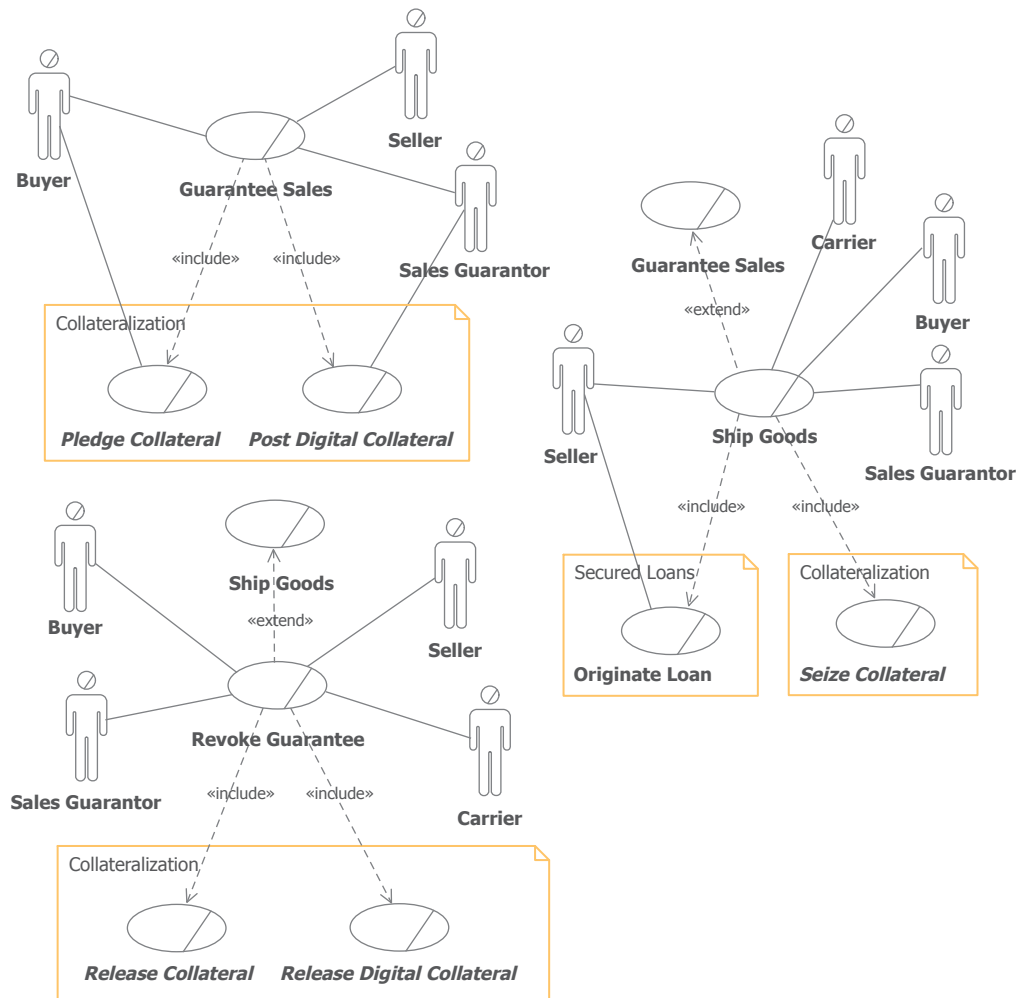 Seller
Buyer
Guarantee Sales
«include»
«include»
Sales Guarantor
Collateralization
Pledge Collateral
Post Digital Collateral
Carrier
Guarantee Sales
«extend»
Buyer
Seller
Ship Goods
Sales Guarantor
«include»
«include»
Secured Loans
Originate Loan
Collateralization
Seize Collateral
Ship Goods
«extend»
Buyer
Seller
Revoke Guarantee
Sales Guarantor
«include»
«include»
Carrier
Collateralization
Release Collateral
Release Digital Collateral